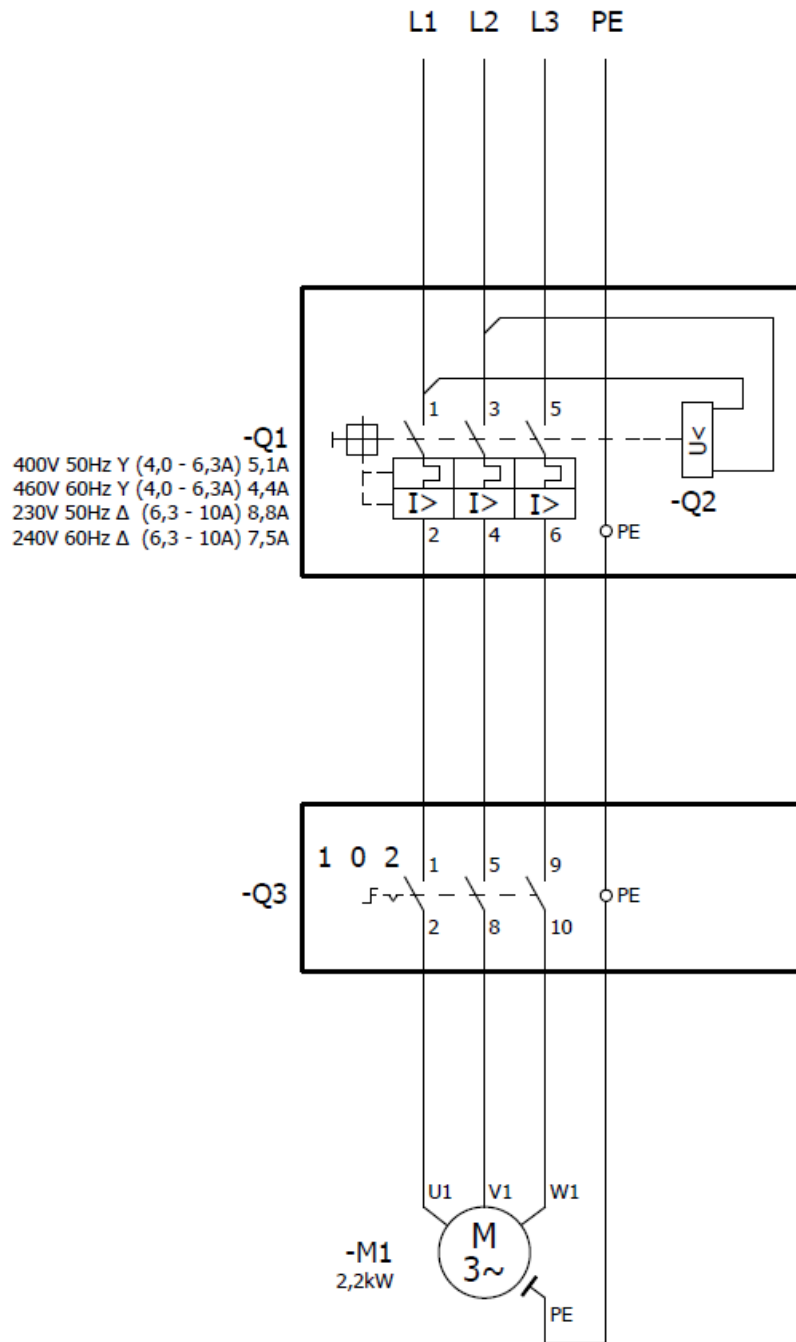 L1 L2 L3 PE
1 3 5
-Q1
400V 50Hz Y (4,0 - 6,3A) 5,1A
460V 60Hz Y (4,0 - 6,3A) 4,4A
230V 50Hz Δ (6,3 - 10A) 8,8A
240V 60Hz Δ (6,3 - 10A) 7,5A
I> I> I>
U<
-Q2
2 4 6 PE
1 0 2
1 5 9
-Q3
PE
2 8 10
U1 V1 W1
M
3~
-M1
2,2kW
PE